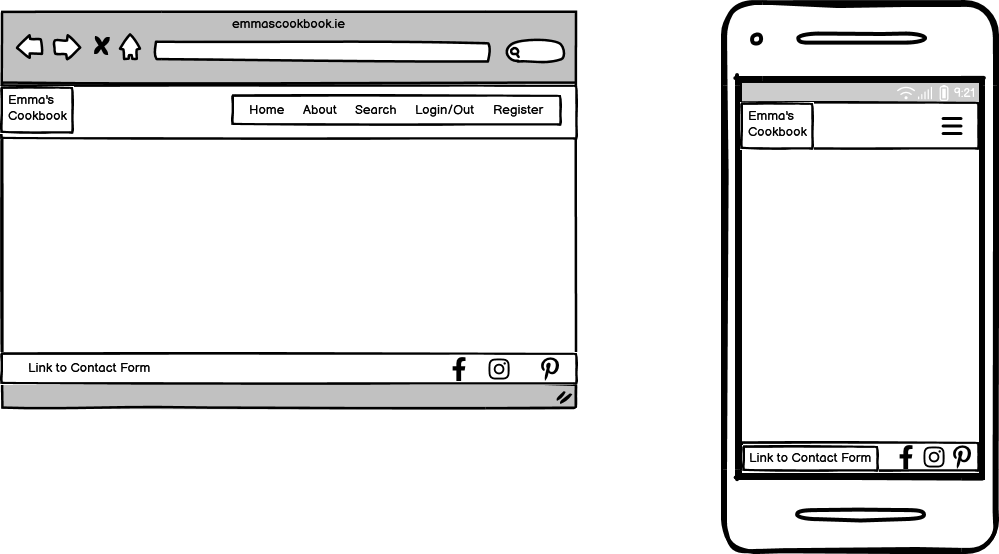 emmascookbook.ie
Emma's
Cookbook
Home About Search Login/Out Register
Link to Contact Form
9:21
Emma's
Cookbook
Link to Contact Form